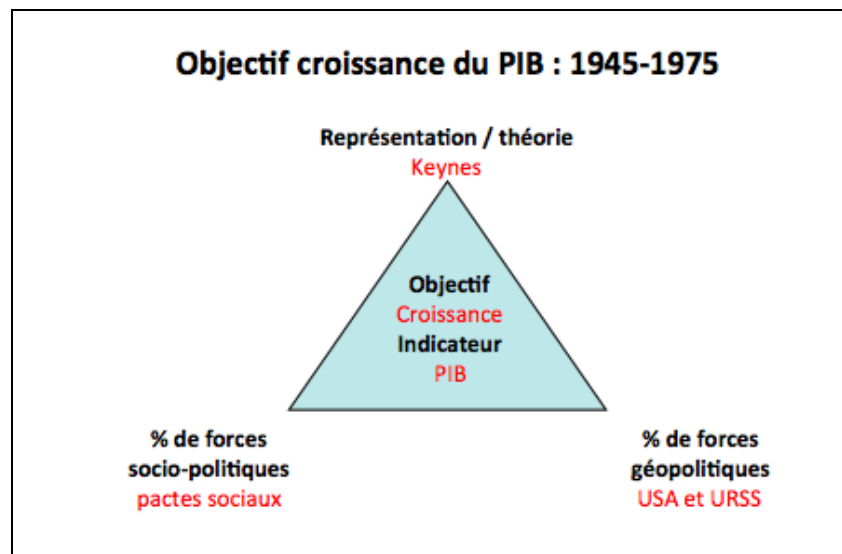 Objectif croissance du PIB : 1945-1975
Représentation / théorie
Keynes
Objectif
Croissance
Indicateur
PIB
% de forces
socio-politiques
pactes sociaux
% de forces
géopolitiques
USA et URSS